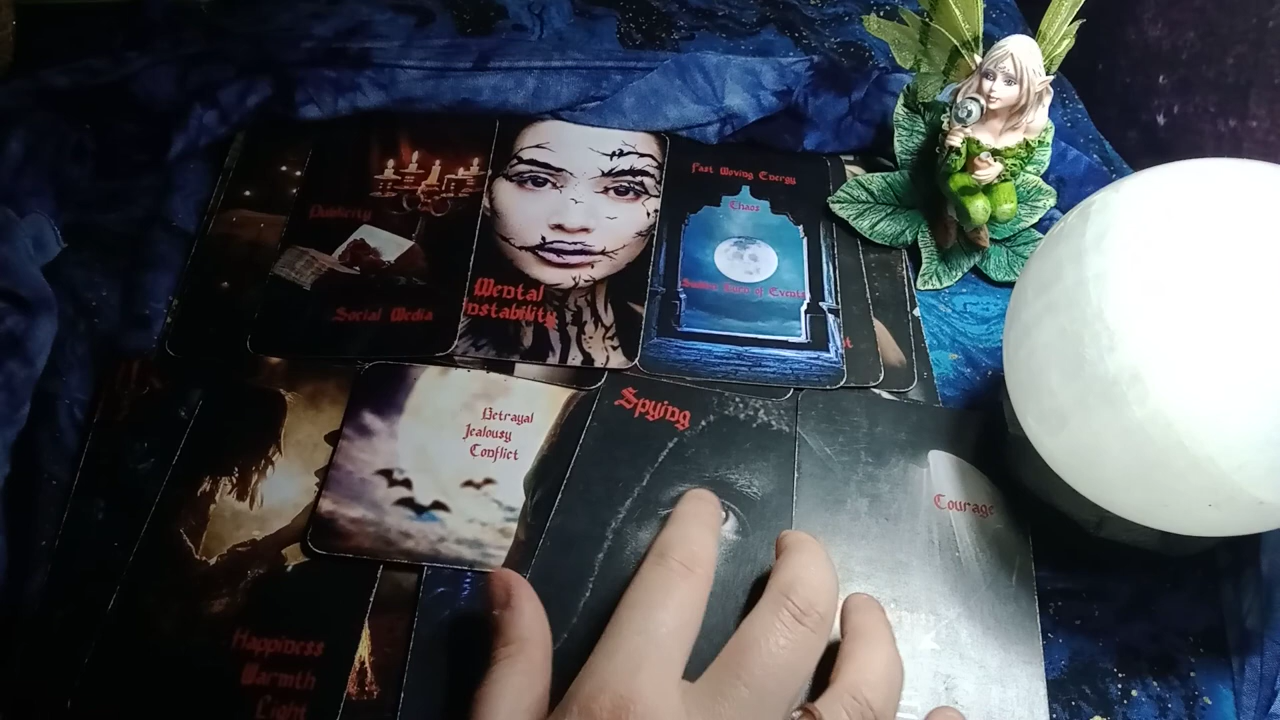 Publicity
Social Media
Mental
Instability
Fast Moving Energy
Chaos
Sudden Turn of Events
Betrayal
Jealousy
Conflict
Spying
Courage
Happiness
Warmth
Light